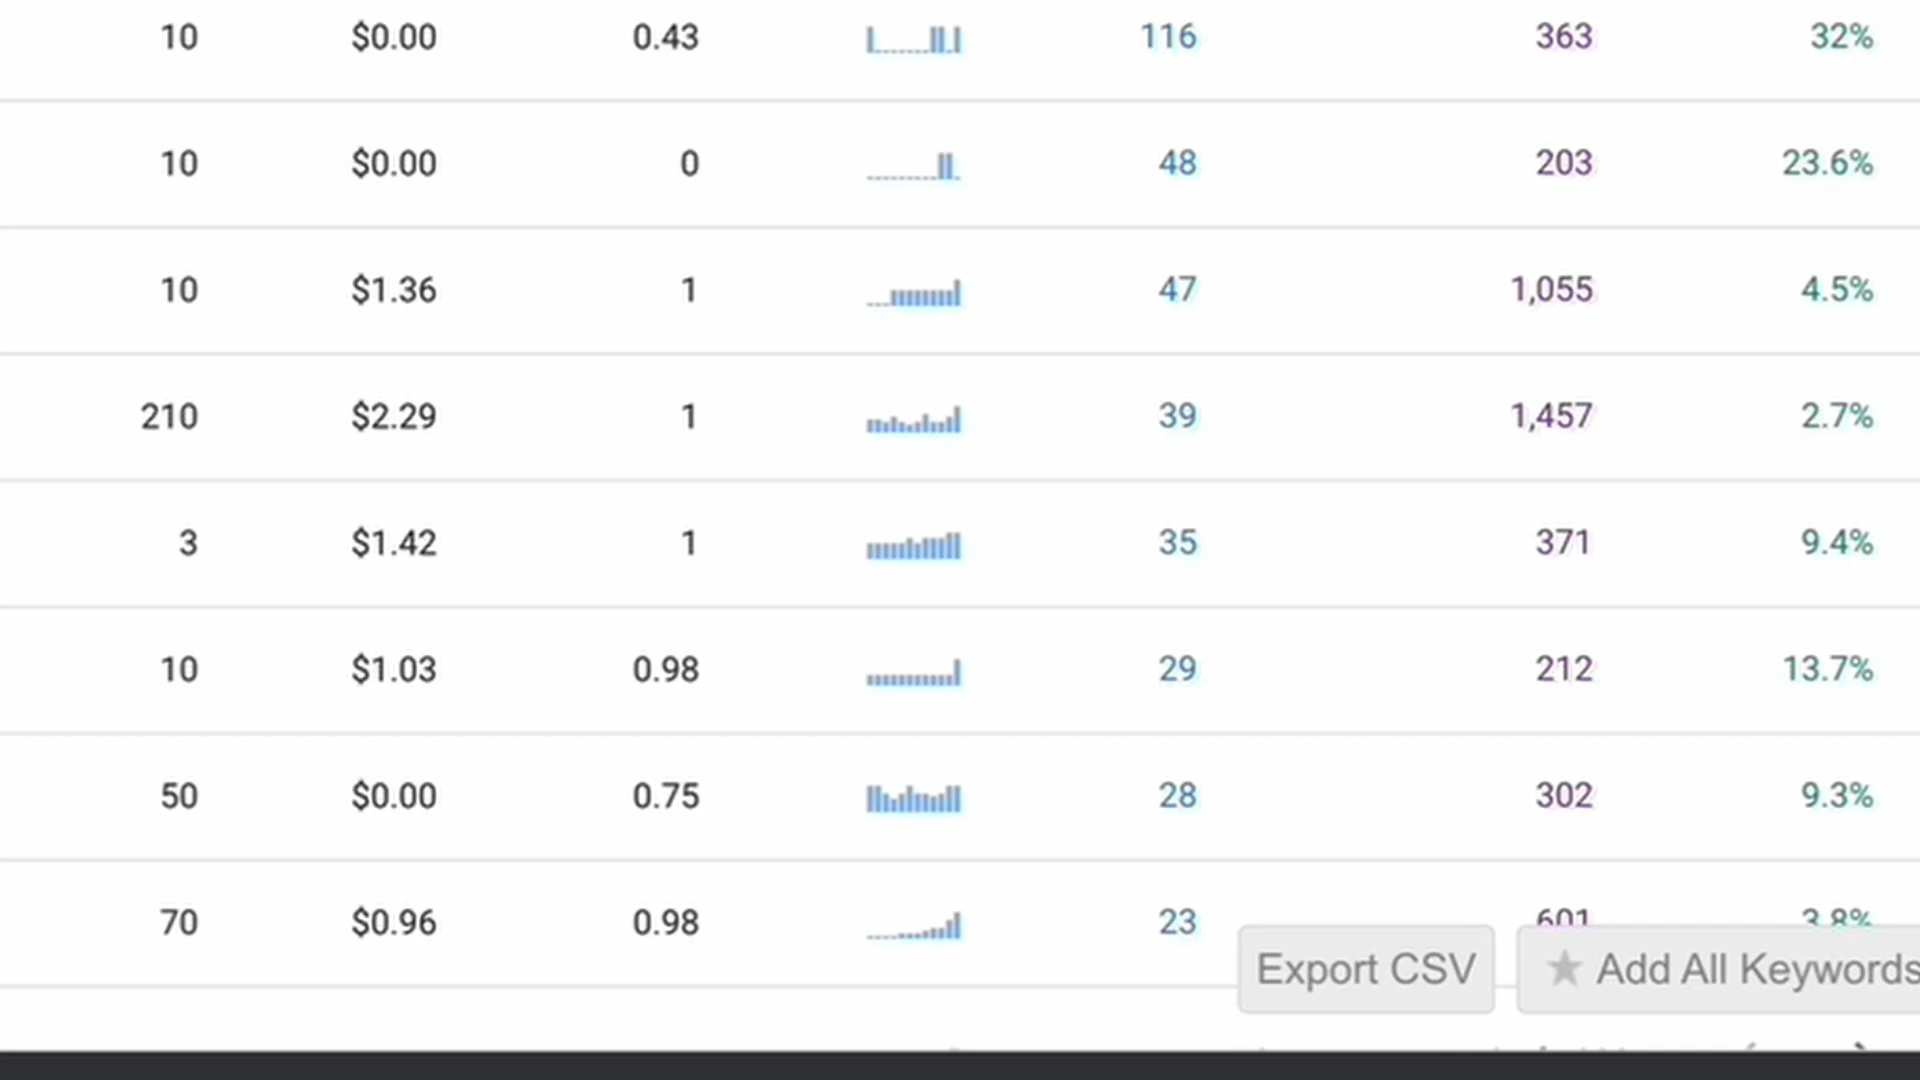 10 $0.00 0.43 116 363 32%
10 $0.00 0 48 203 23.6%
10 $1.36 1 47 1,055 4.5%
210 $2.29 1 39 1,457 2.7%
3 $1.42 1 35 371 9.4%
10 $1.03 0.98 29 212 13.7%
50 $0.00 0.75 28 302 9.3%
70 $0.96 0.98 23 601 3.8%
Export CSV ★ Add All Keywords